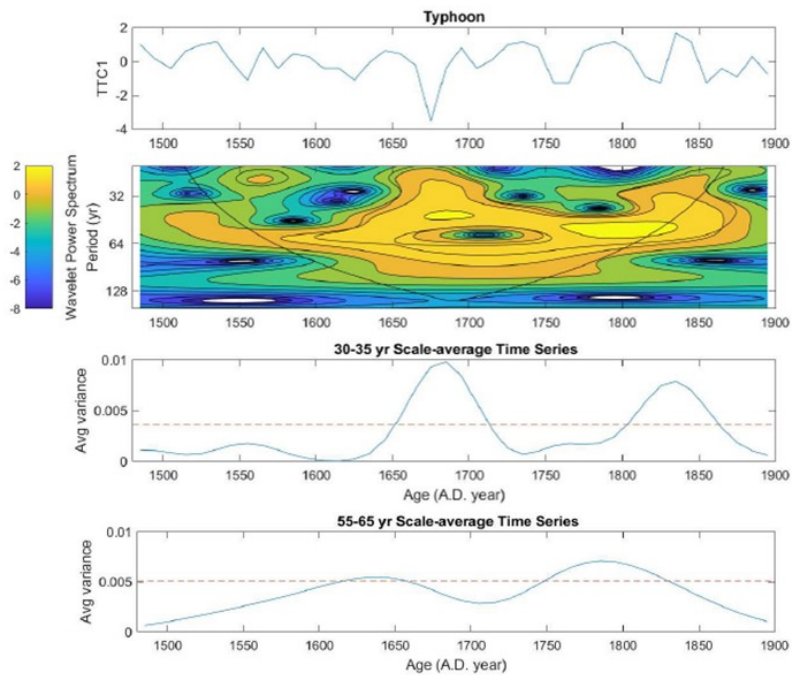 Typhoon
2
0
-2
-4
TTC1
1500 1550 1600 1650 1700 1750 1800 1850 1900
2
0
-2
-4
-6
-8
Wavelet Power Spectrum
Period (yr)
32
64
128
1500 1550 1600 1650 1700 1750 1800 1850 1900
30-35 yr Scale-average Time Series
0.01
0.005
0
Avg variance
1500 1550 1600 1650 1700 1750 1800 1850 1900
Age (A.D. year)
55-65 yr Scale-average Time Series
0.01
0.005
0
Avg variance
1500 1550 1600 1650 1700 1750 1800 1850 1900
Age (A.D. year)